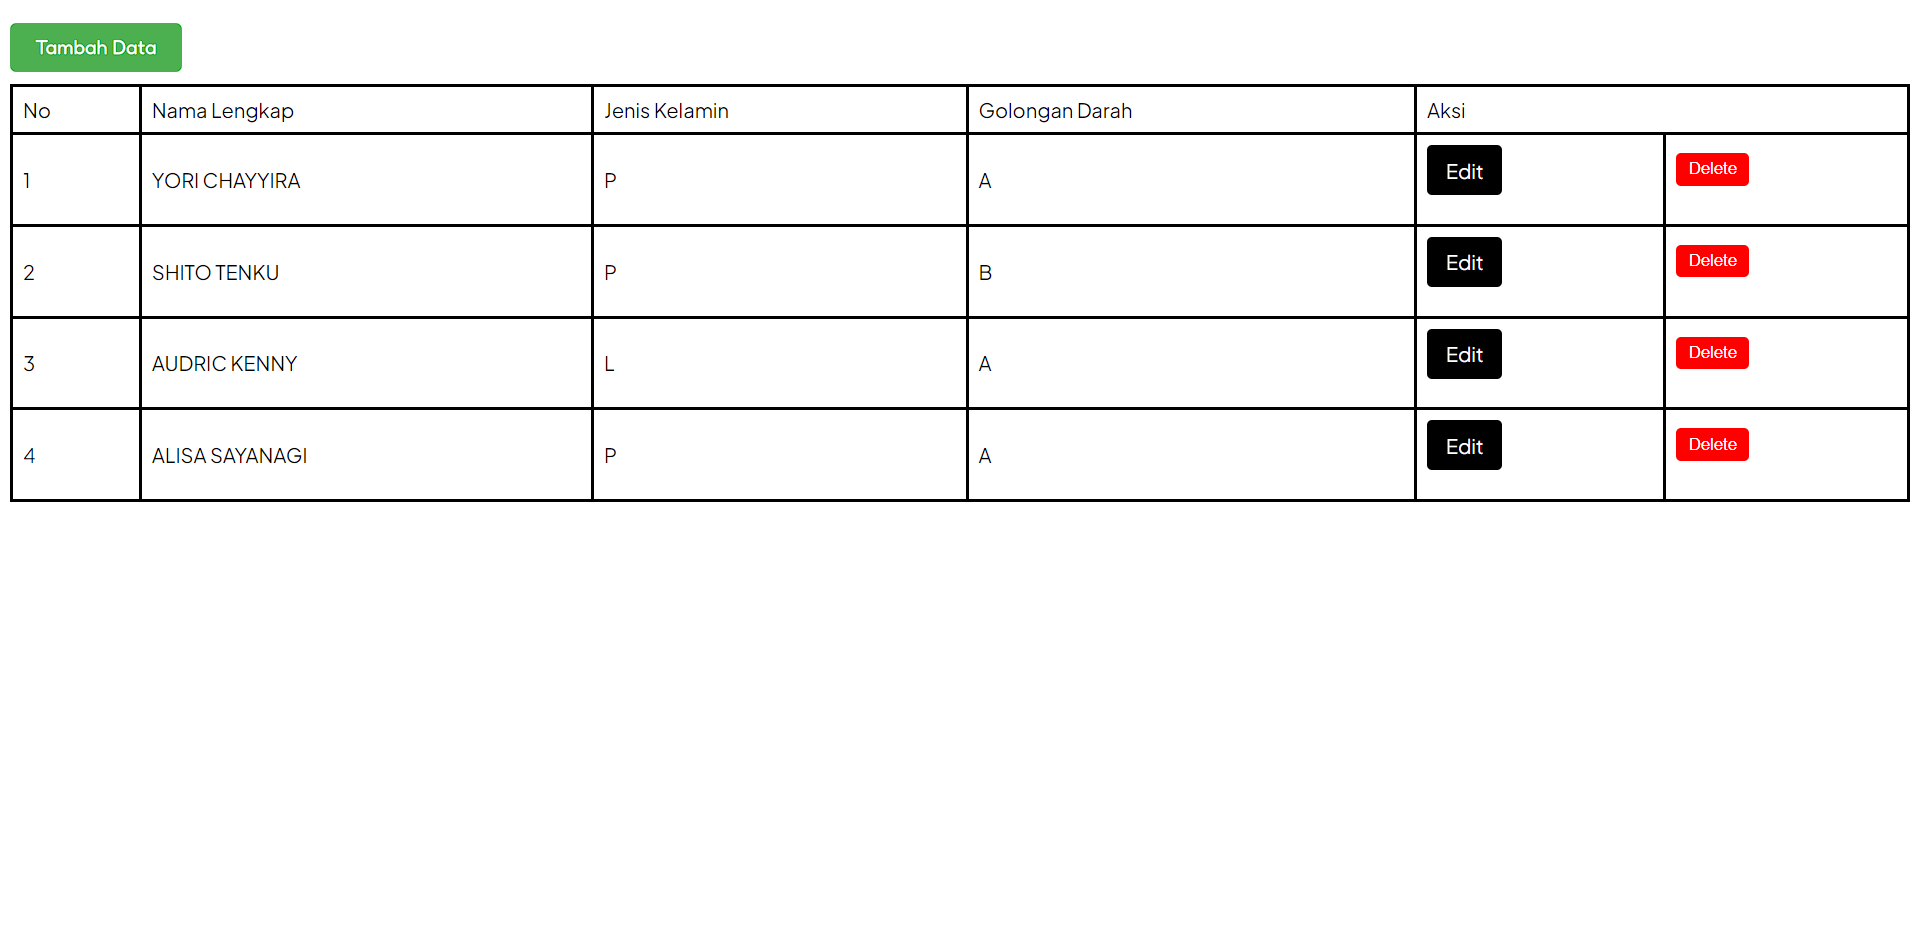 Tambah Data
No Nama Lengkap Jenis Kelamin Golongan Darah Aksi
1 YORI CHAYYIRA P A Edit Delete
2 SHITO TENKU P B Edit Delete
3 AUDRIC KENNY L A Edit Delete
4 ALISA SAYANAGI P A Edit Delete